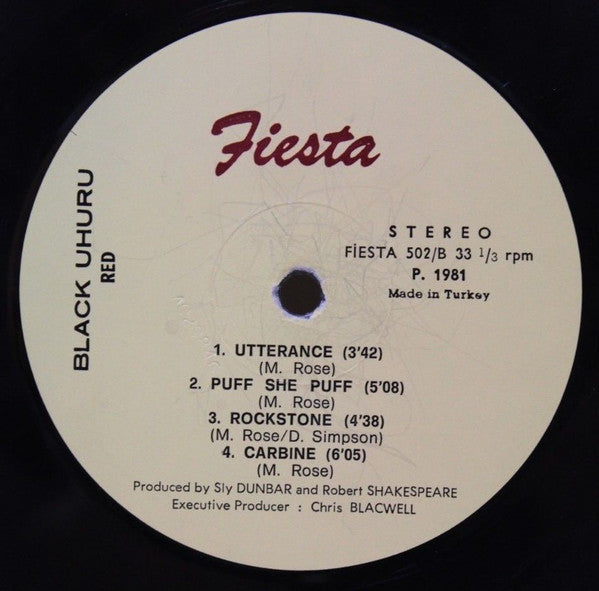 Fiesta
BLACK UHURU
RED
STEREO
FİESTA 502/B 33 1/3 rpm
P. 1981
Made in Turkey
1. UTTERANCE (3'42)
(M. Rose)
2. PUFF SHE PUFF (5'08)
(M. Rose)
3. ROCKSTONE (4'38)
(M. Rose/D. Simpson)
4. CARBINE (6'05)
(M. Rose)
Produced by Sly DUNBAR and Robert SHAKESPEARE
Executive Producer : Chris BLACWELL